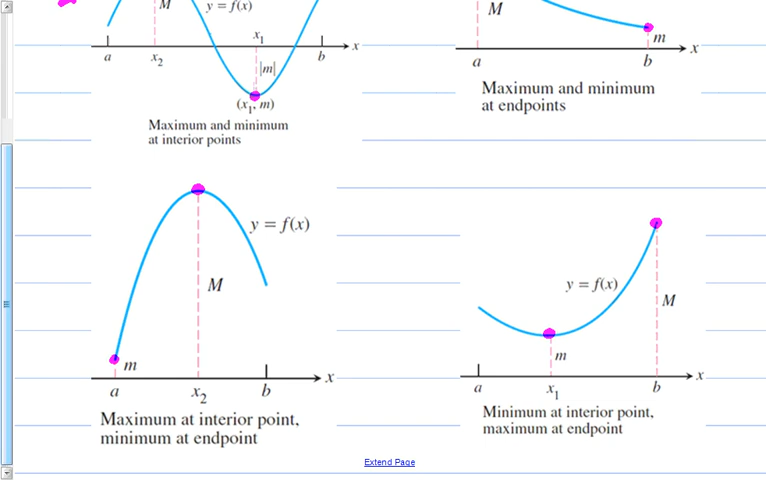 M
y = f(x)
x₁
a
x₂
b
x
|m|
(x₁, m)
Maximum and minimum
at interior points
M
m
a
b
x
Maximum and minimum
at endpoints
y = f(x)
M
m
a
x₂
b
x
Maximum at interior point,
minimum at endpoint
y = f(x)
M
m
a
x₁
b
x
Minimum at interior point,
maximum at endpoint
Extend Page